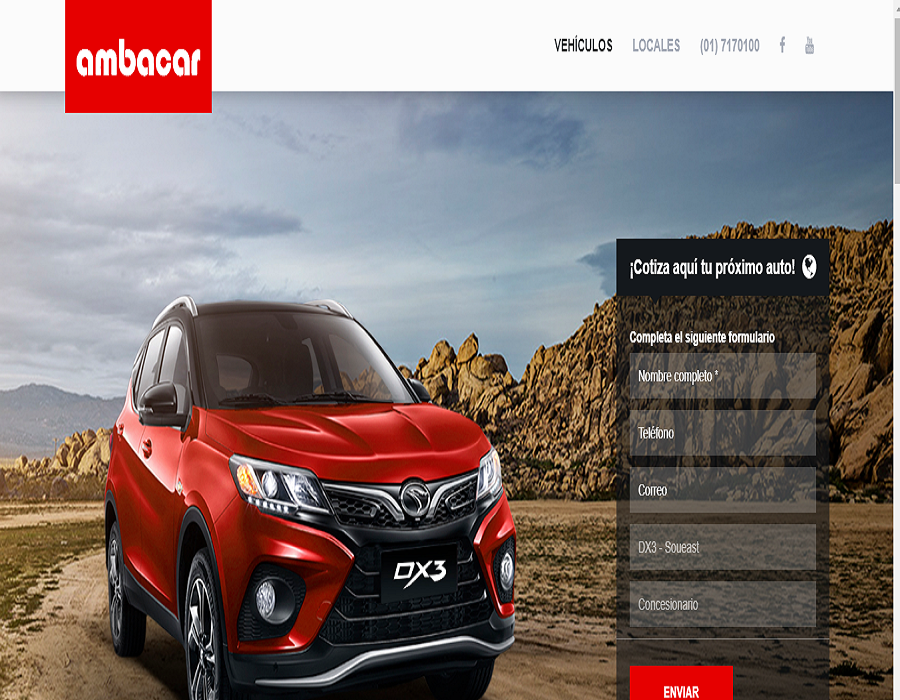 ambacar
VEHÍCULOS LOCALES (01) 7170100
¡Cotiza aquí tu próximo auto!
Completa el siguiente formulario
Nombre completo *
Teléfono
Correo
DX3 - Soueast
Concesionario
ENVIAR
DX3